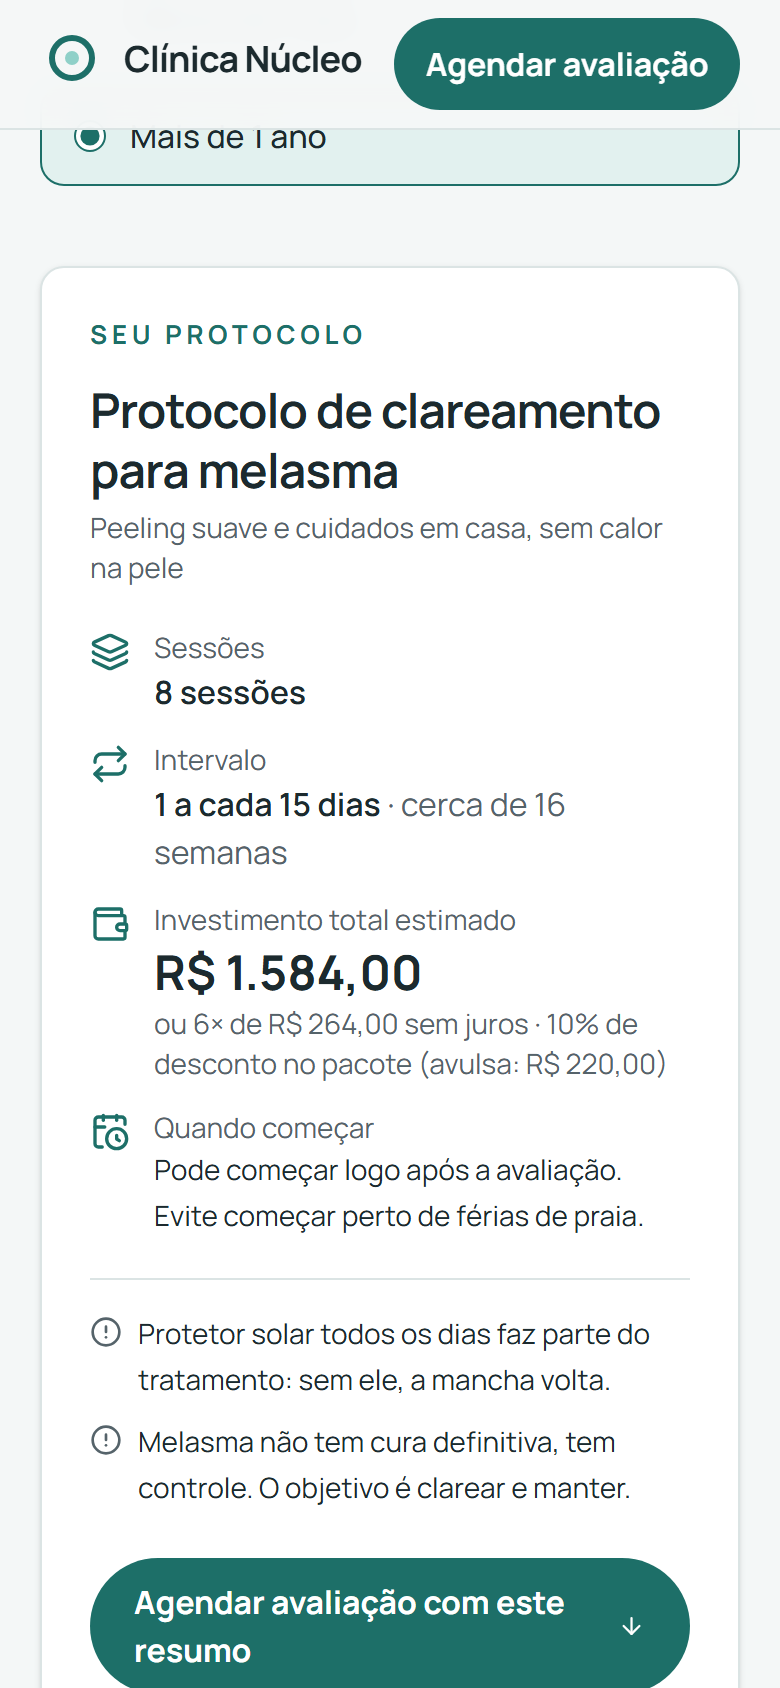 Clínica Núcleo
Agendar avaliação
Mais de 1 ano
SEU PROTOCOLO
Protocolo de clareamento
para melasma
Peeling suave e cuidados em casa, sem calor
na pele
Sessões
8 sessões
Intervalo
1 a cada 15 dias · cerca de 16
semanas
Investimento total estimado
R$ 1.584,00
ou 6× de R$ 264,00 sem juros · 10% de
desconto no pacote (avulsa: R$ 220,00)
Quando começar
Pode começar logo após a avaliação.
Evite começar perto de férias de praia.
Protetor solar todos os dias faz parte do
tratamento: sem ele, a mancha volta.
Melasma não tem cura definitiva, tem
controle. O objetivo é clarear e manter.
Agendar avaliação com este
resumo